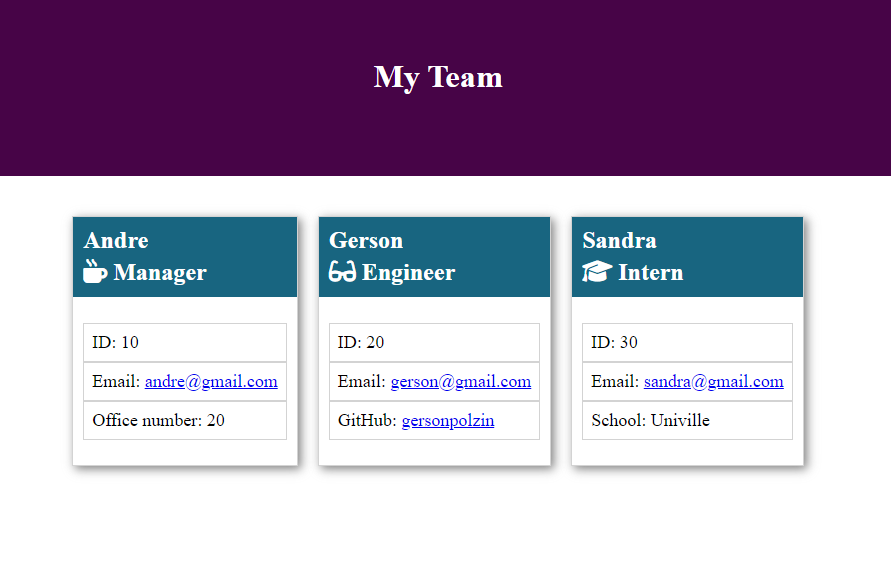 My Team
Andre
Manager
ID: 10
Email: andre@gmail.com
Office number: 20
Gerson
Engineer
ID: 20
Email: gerson@gmail.com
GitHub: gersonpolzin
Sandra
Intern
ID: 30
Email: sandra@gmail.com
School: Univille